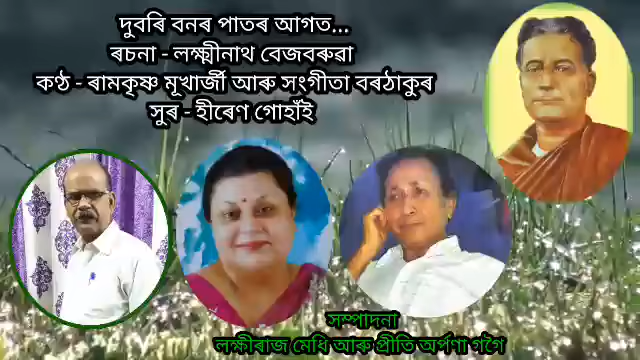 দুবৰি বনৰ পাতৰ আগত...
ৰচনা - লক্ষ্মীনাথ বেজবৰুৱা
কণ্ঠ - ৰামকৃষ্ণ মূখাৰ্জী আৰু সংগীতা বৰঠাকুৰ
সুৰ - হীৰেণ গোহাঁই
সম্পাদনা
লক্ষীৰাজ মেধি আৰু প্ৰীতি অৰ্পণা গগৈ